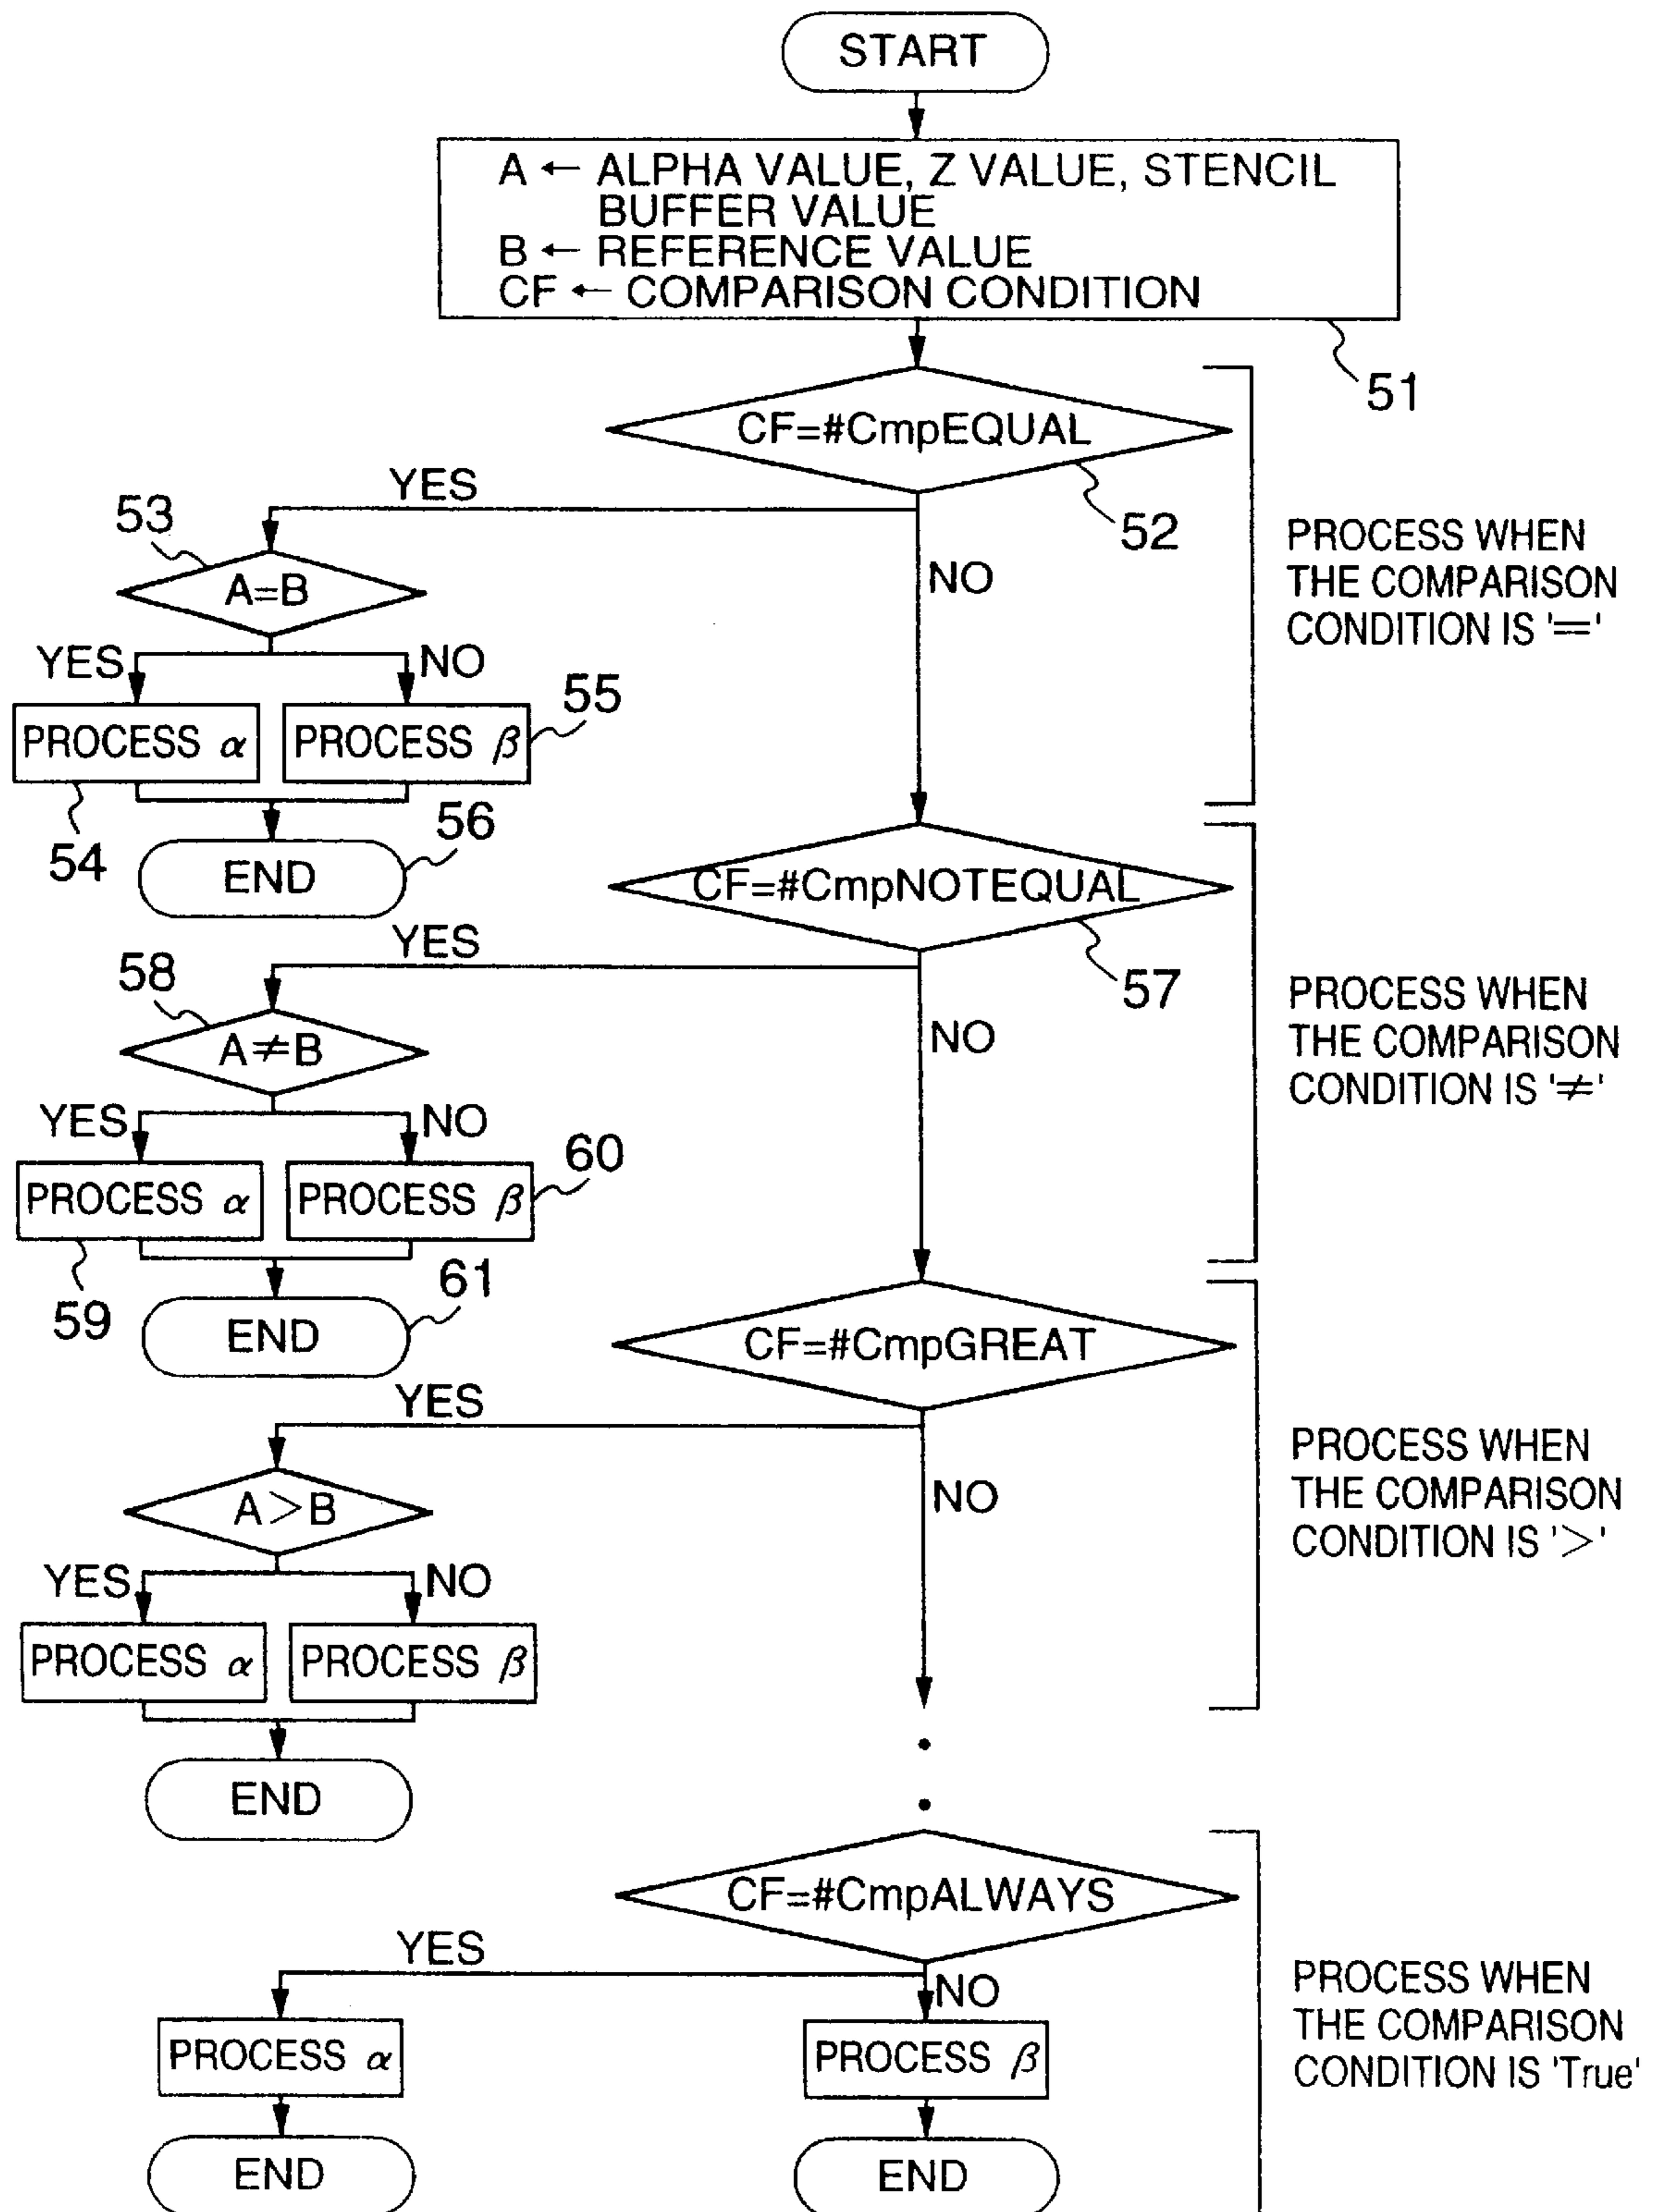 START
A ← ALPHA VALUE, Z VALUE, STENCIL
BUFFER VALUE
B ← REFERENCE VALUE
CF ← COMPARISON CONDITION
51
CF=#CmpEQUAL
52
YES
NO
PROCESS WHEN
THE COMPARISON
CONDITION IS '='
53
A=B
YES
NO
PROCESS α
PROCESS β
55
54
END
56
CF=#CmpNOTEQUAL
57
YES
NO
PROCESS WHEN
THE COMPARISON
CONDITION IS '≠'
58
A≠B
YES
NO
PROCESS α
PROCESS β
60
59
END
61
CF=#CmpGREAT
YES
NO
PROCESS WHEN
THE COMPARISON
CONDITION IS '>'
A>B
YES
NO
PROCESS α
PROCESS β
END
CF=#CmpALWAYS
YES
NO
PROCESS WHEN
THE COMPARISON
CONDITION IS 'True'
PROCESS α
PROCESS β
END
END